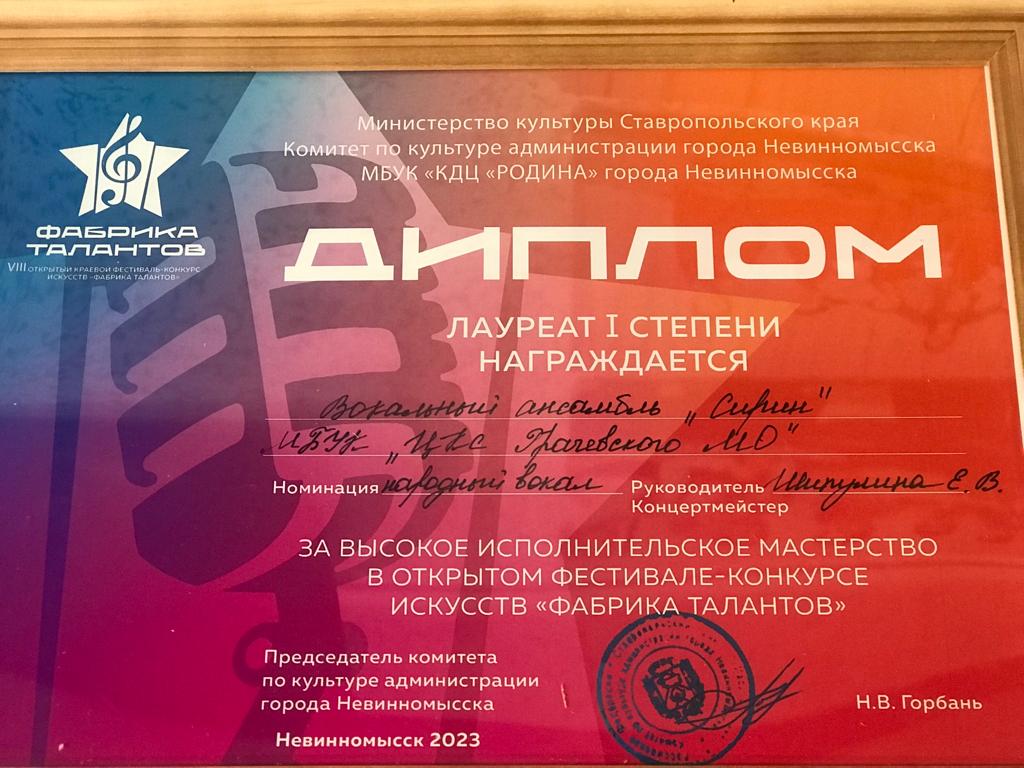 Министерство культуры Ставропольского края
Комитет по культуре администрации города Невинномысска
МБУК «КДЦ «РОДИНА» города Невинномысска
ФАБРИКА
ТАЛАНТОВ
VIII ОТКРЫТЫЙ КРАЕВОЙ ФЕСТИВАЛЬ-КОНКУРС
ИСКУССТВ «ФАБРИКА ТАЛАНТОВ»
ДИПЛОМ
ЛАУРЕАТ I СТЕПЕНИ
НАГРАЖДАЕТСЯ
Вокальный ансамбль „Сирин"
МБУК „ЦКС Грачевского МО"
Номинация народный вокал Руководитель Шипулина Е. В.
Концертмейстер
ЗА ВЫСОКОЕ ИСПОЛНИТЕЛЬСКОЕ МАСТЕРСТВО
В ОТКРЫТОМ ФЕСТИВАЛЕ-КОНКУРСЕ
ИСКУССТВ «ФАБРИКА ТАЛАНТОВ»
Председатель комитета
по культуре администрации
города Невинномысска
Н.В. Горбань
Невинномысск 2023